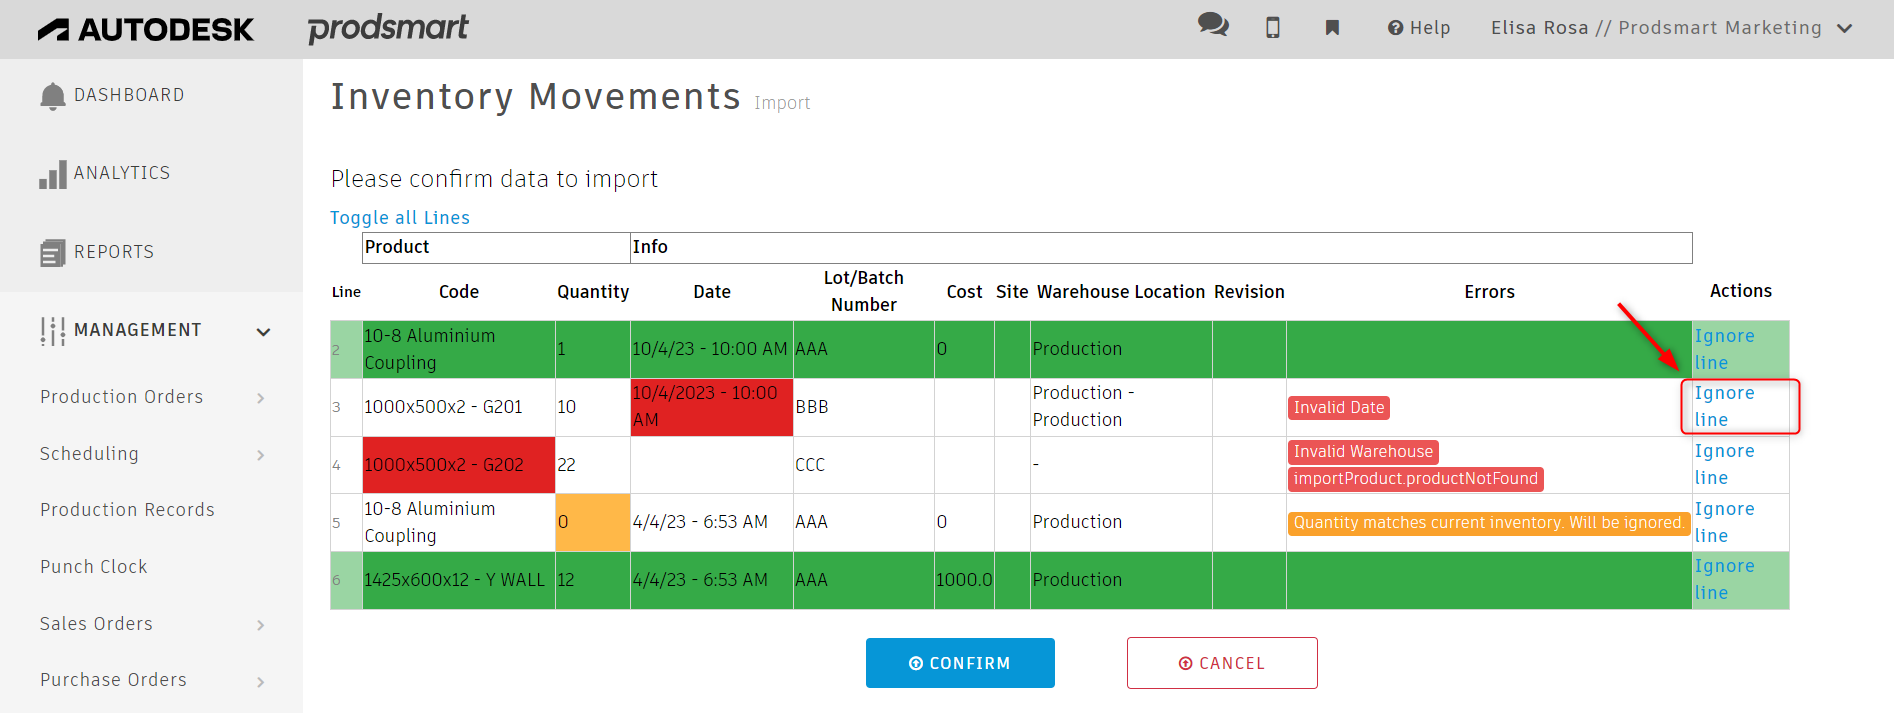 AUTODESK prodsmart Help Elisa Rosa // Prodsmart Marketing
DASHBOARD
ANALYTICS
REPORTS
MANAGEMENT
Production Orders
Scheduling
Production Records
Punch Clock
Sales Orders
Purchase Orders
Inventory Movements Import
Please confirm data to import
Toggle all Lines
Product Info
Line Code Quantity Date Lot/Batch Number Cost Site Warehouse Location Revision Errors Actions
2 10-8 Aluminium Coupling 1 10/4/23 - 10:00 AM AAA 0 Production Ignore line
3 1000x500x2 - G201 10 10/4/2023 - 10:00 AM BBB Production - Production Invalid Date Ignore line
4 1000x500x2 - G202 22 CCC - Invalid Warehouse importProduct.productNotFound Ignore line
5 10-8 Aluminium Coupling 0 4/4/23 - 6:53 AM AAA 0 Production Quantity matches current inventory. Will be ignored. Ignore line
6 1425x600x12 - Y WALL 12 4/4/23 - 6:53 AM AAA 1000.0 Production Ignore line
CONFIRM CANCEL